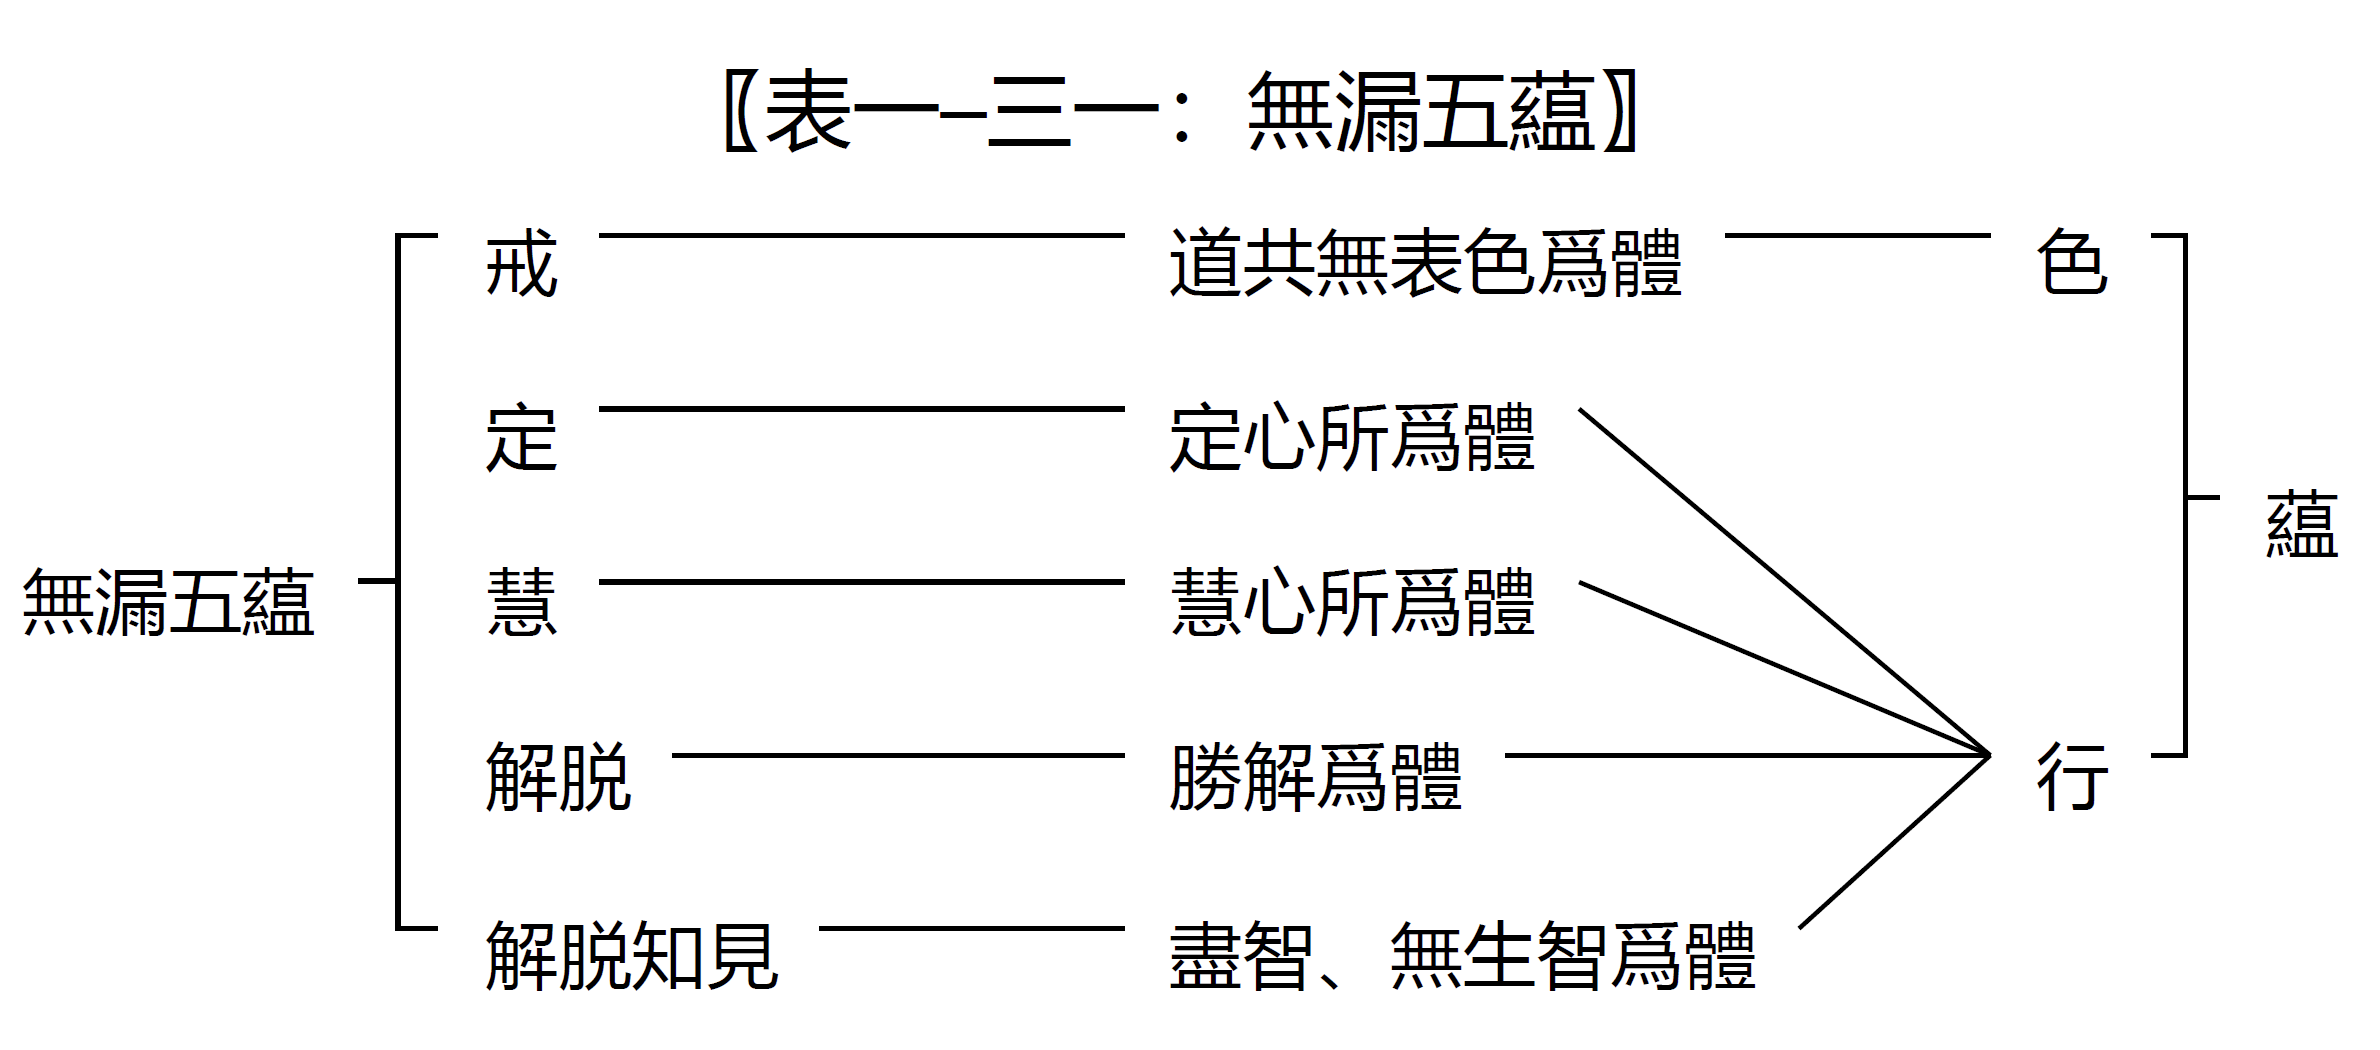 〖表一–三一：無漏五蘊〗
戒 道共無表色爲體 色
定 定心所爲體
蘊
無漏五蘊 慧 慧心所爲體
解脱 勝解爲體 行
解脱知見 盡智、無生智爲體